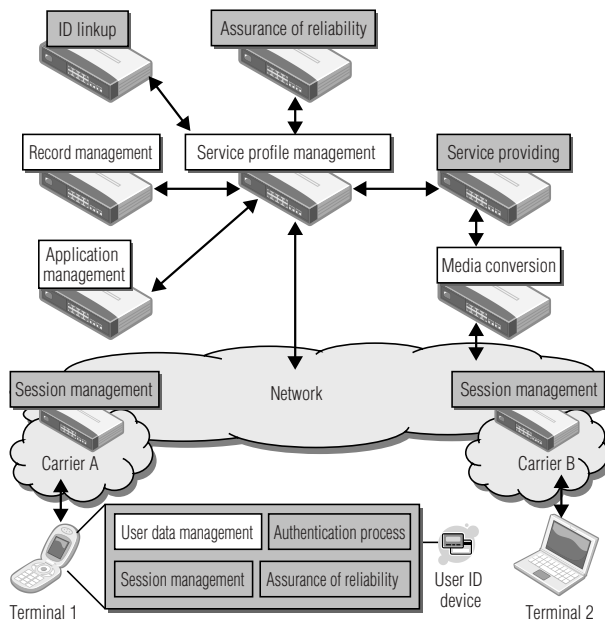 ID linkup
Assurance of reliability
Record management
Service profile management
Service providing
Application
management
Media conversion
Session management
Network
Session management
Carrier A
Carrier B
User data management
Authentication process
Session management
Assurance of reliability
User ID
device
Terminal 1
Terminal 2